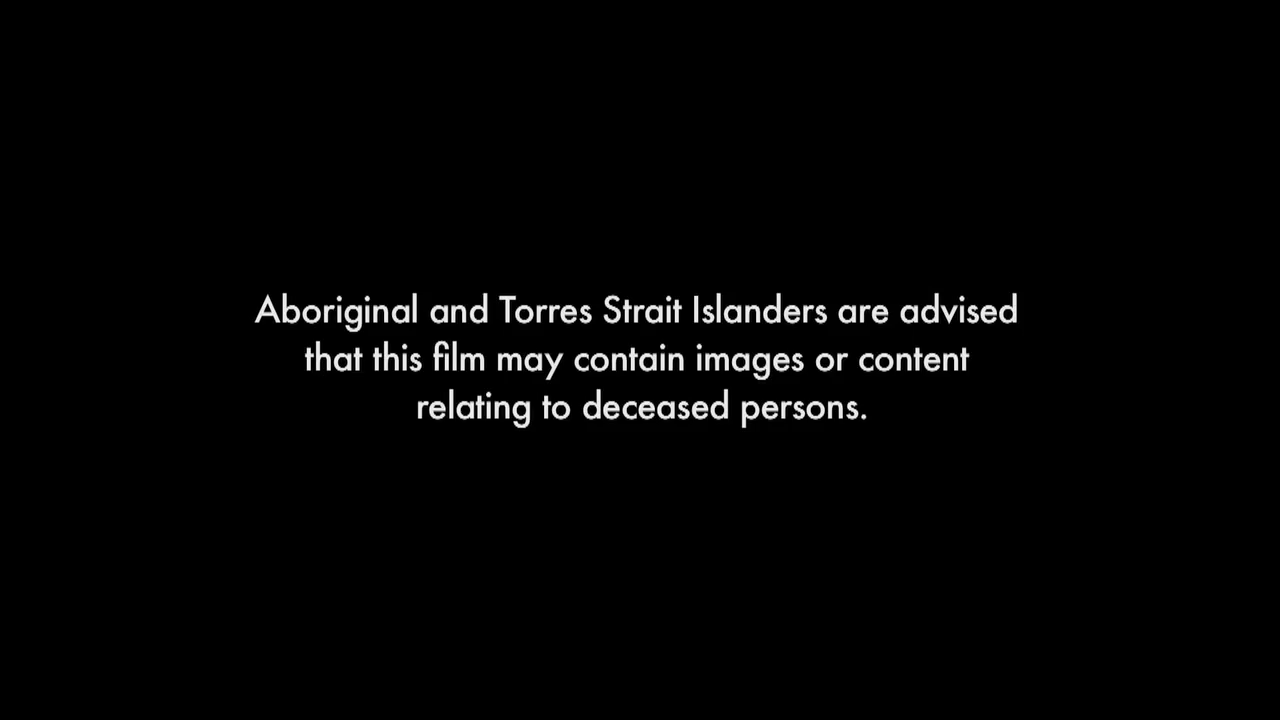 Aboriginal and Torres Strait Islanders are advised
that this film may contain images or content
relating to deceased persons.